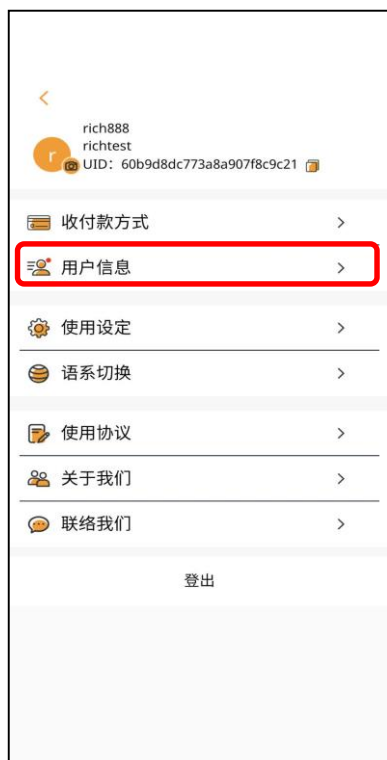 rich888
richtest
r
UID：60b9d8dc773a8a907f8c9c21
收付款方式
用户信息
使用设定
语系切换
使用协议
关于我们
联络我们
登出